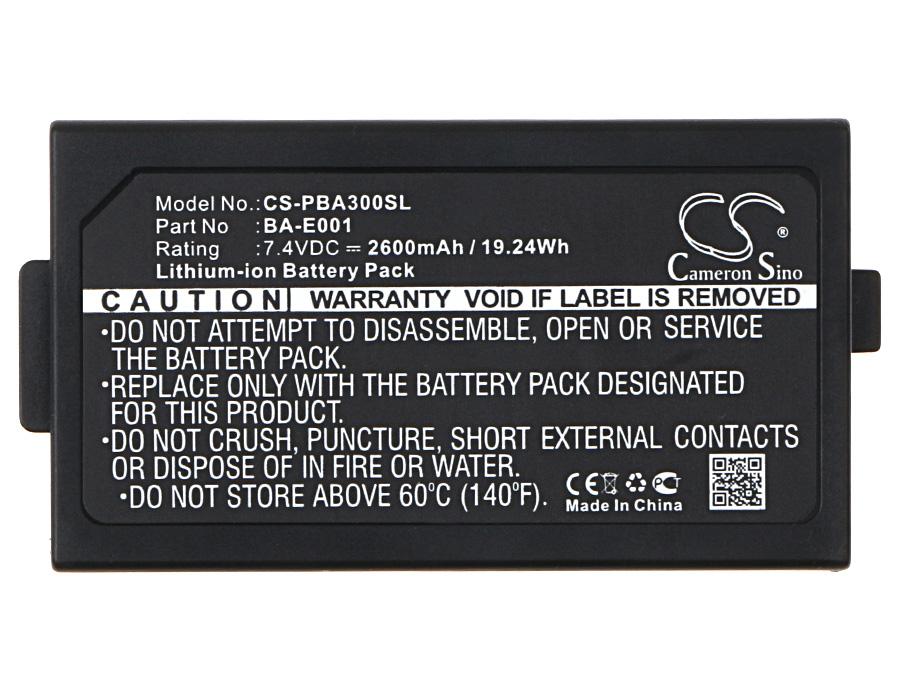 Model No.:CS-PBA300SL
Part No :BA-E001
Rating :7.4VDC ⎓ 2600mAh / 19.24Wh
Lithium-ion Battery Pack
CS ®
Cameron Sino
CAUTION| WARRANTY VOID IF LABEL IS REMOVED
•DO NOT ATTEMPT TO DISASSEMBLE, OPEN OR SERVICE
THE BATTERY PACK.
•REPLACE ONLY WITH THE BATTERY PACK DESIGNATED
FOR THIS PRODUCT.
•DO NOT CRUSH, PUNCTURE, SHORT EXTERNAL CONTACTS
OR DISPOSE OF IN FIRE OR WATER.
•DO NOT STORE ABOVE 60°C (140°F).
CE PCT
Made In China